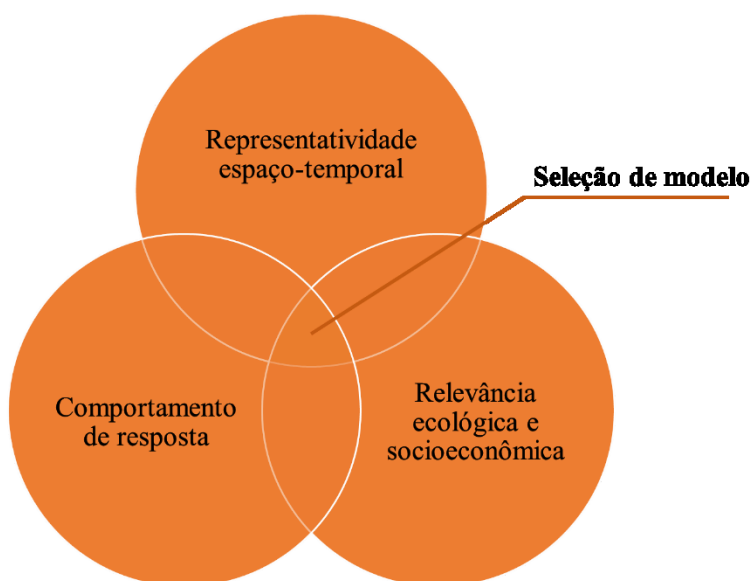 Representatividade
espaço-temporal
Seleção de modelo
Comportamento
de resposta
Relevância
ecológica e
socioeconômica